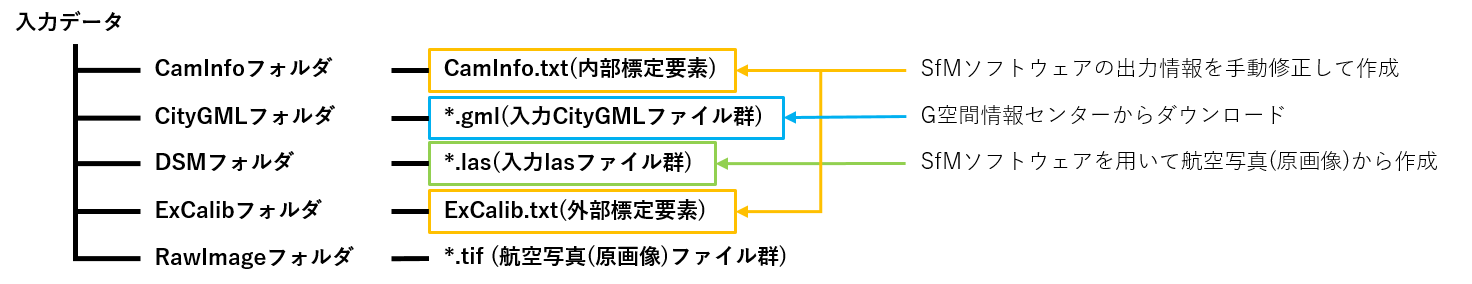 入力データ
CamInfoフォルダ CamInfo.txt(内部標定要素) SfMソフトウェアの出力情報を手動修正して作成
CityGMLフォルダ *.gml(入力CityGMLファイル群) G空間情報センターからダウンロード
DSMフォルダ *.las(入力lasファイル群) SfMソフトウェアを用いて航空写真(原画像)から作成
ExCalibフォルダ ExCalib.txt(外部標定要素)
RawImageフォルダ *.tif (航空写真(原画像)ファイル群)